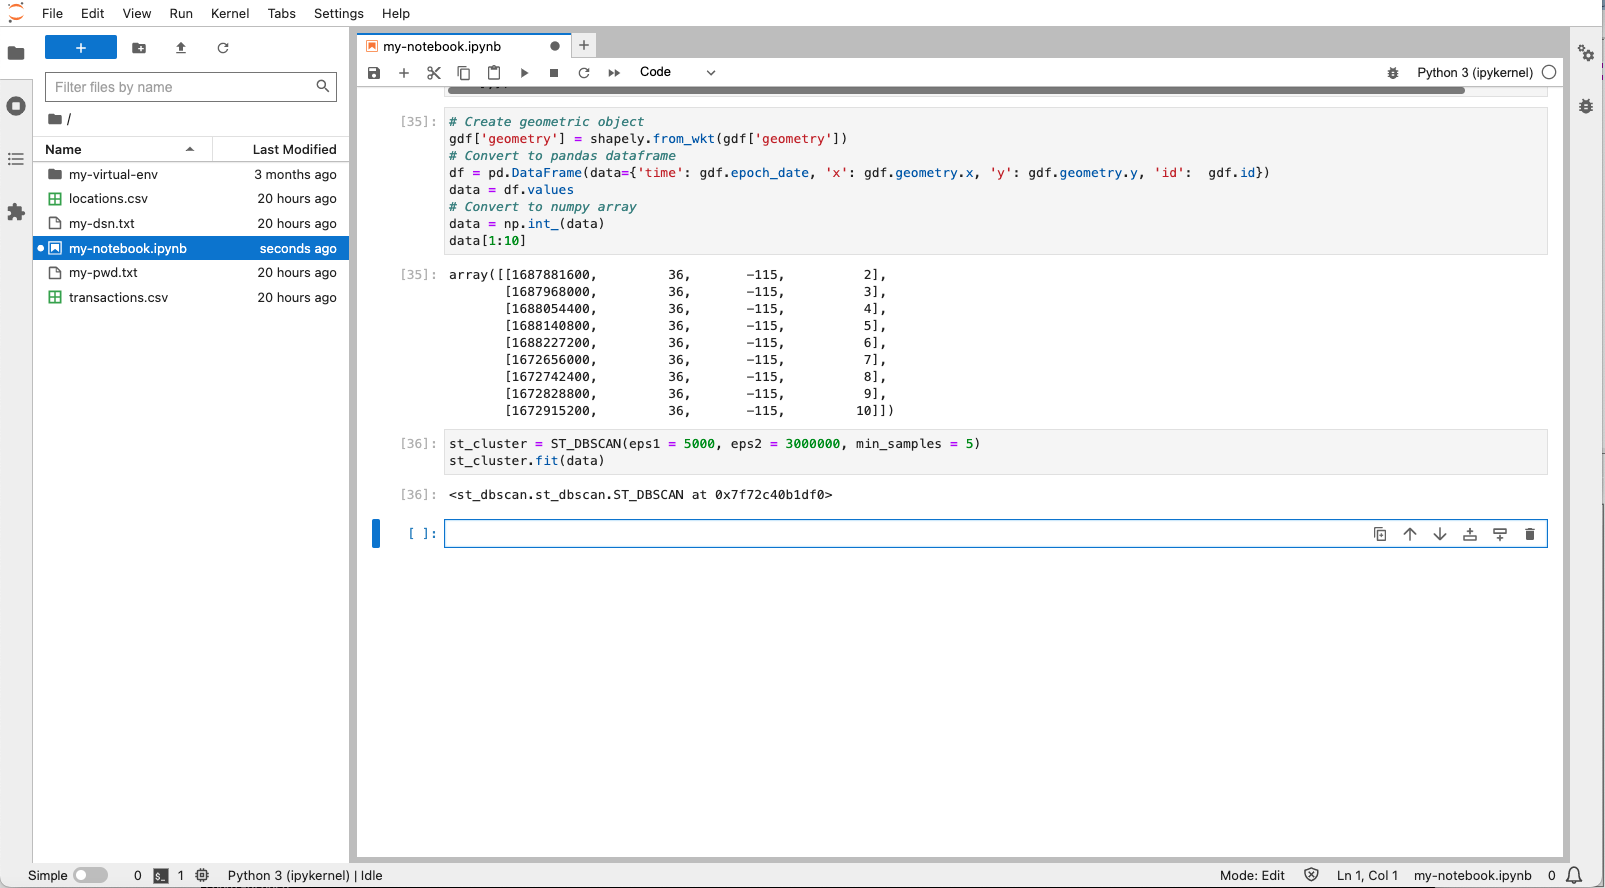 File Edit View Run Kernel Tabs Settings Help
+
Filter files by name
/
Name Last Modified
my-virtual-env 3 months ago
locations.csv 20 hours ago
my-dsn.txt 20 hours ago
my-notebook.ipynb seconds ago
my-pwd.txt 20 hours ago
transactions.csv 20 hours ago
my-notebook.ipynb
Code
Python 3 (ipykernel)
[35]: # Create geometric object
gdf['geometry'] = shapely.from_wkt(gdf['geometry'])
# Convert to pandas dataframe
df = pd.DataFrame(data={'time': gdf.epoch_date, 'x': gdf.geometry.x, 'y': gdf.geometry.y, 'id':  gdf.id})
data = df.values
# Convert to numpy array
data = np.int_(data)
data[1:10]
[35]: array([[1687881600, 36, -115, 2],
[1687968000, 36, -115, 3],
[1688054400, 36, -115, 4],
[1688140800, 36, -115, 5],
[1688227200, 36, -115, 6],
[1672656000, 36, -115, 7],
[1672742400, 36, -115, 8],
[1672828800, 36, -115, 9],
[1672915200, 36, -115, 10]])
[36]: st_cluster = ST_DBSCAN(eps1 = 5000, eps2 = 3000000, min_samples = 5)
st_cluster.fit(data)
[36]: <st_dbscan.st_dbscan.ST_DBSCAN at 0x7f72c40b1df0>
[ ]:
Simple 0 $_ 1 Python 3 (ipykernel) | Idle
Mode: Edit Ln 1, Col 1 my-notebook.ipynb 0